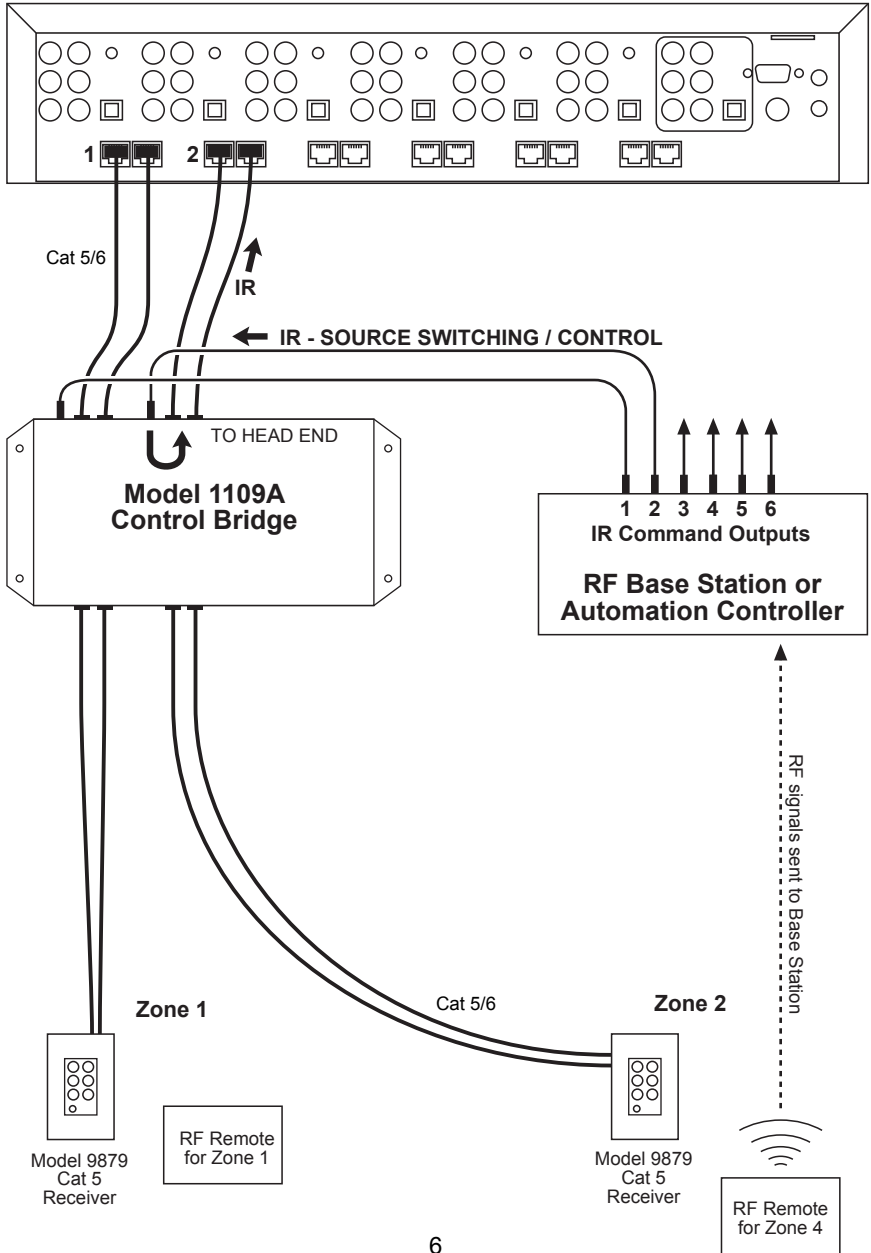 1
2
Cat 5/6
IR
IR - SOURCE SWITCHING / CONTROL
TO HEAD END
Model 1109A
Control Bridge
1 2 3 4 5 6
IR Command Outputs
RF Base Station or
Automation Controller
RF signals sent to Base Station
Zone 1
Cat 5/6
Zone 2
Model 9879
Cat 5
Receiver
RF Remote
for Zone 1
Model 9879
Cat 5
Receiver
RF Remote
for Zone 4
6